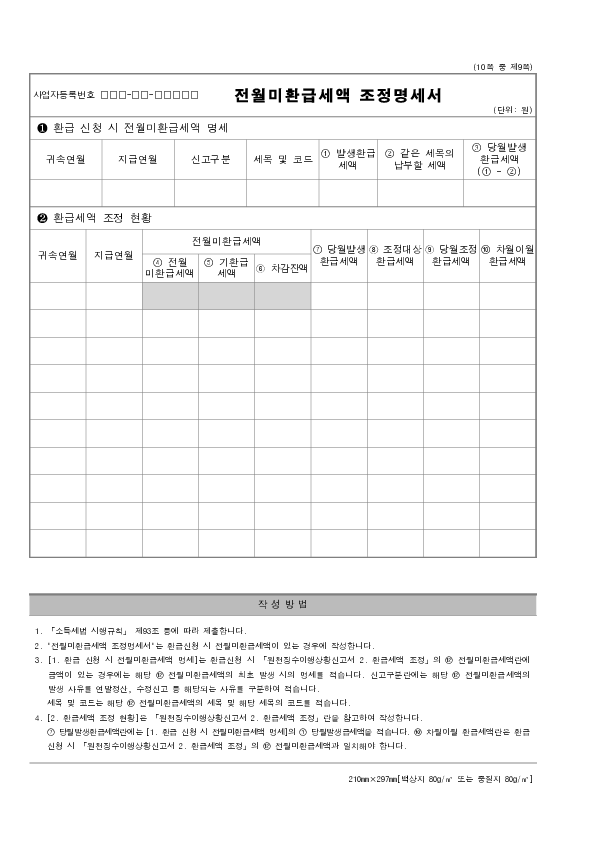 (10쪽 중 제9쪽)
사업자등록번호 □□□-□□-□□□□□ 전월미환급세액 조정명세서
(단위: 원)
❶ 환급 신청 시 전월미환급세액 명세
귀속연월 지급연월 신고구분 세목 및 코드 ① 발생환급세액 ② 같은 세목의 납부할 세액 ③ 당월발생 환급세액 (① - ②)
❷ 환급세액 조정 현황
귀속연월 지급연월 전월미환급세액 ⑦ 당월발생 환급세액 ⑧ 조정대상 환급세액 ⑨ 당월조정 환급세액 ⑩ 차월이월 환급세액
④ 전월 미환급세액 ⑤ 기환급 세액 ⑥ 차감잔액
작성방법
1. 「소득세법 시행규칙」 제93조 등에 따라 제출합니다.
2. "전월미환급세액 조정명세서"는 환급신청 시 전월미환급세액이 있는 경우에 작성합니다.
3. [1. 환급 신청 시 전월미환급세액 명세]는 환급신청 시 「원천징수이행상황신고서 2. 환급세액 조정」의 ⑫ 전월미환급세액란에
금액이 있는 경우에는 해당 ⑫ 전월미환급세액의 최초 발생 시의 명세를 적습니다. 신고구분란에는 해당 ⑫ 전월미환급세액의
발생 사유를 연말정산, 수정신고 등 해당되는 사유를 구분하여 적습니다.
세목 및 코드는 해당 ⑫ 전월미환급세액의 세목 및 해당 세목의 코드를 적습니다.
4. [2. 환급세액 조정 현황]은 「원천징수이행상황신고서 2. 환급세액 조정」란을 참고하여 작성합니다.
⑦ 당월발생환급세액란에는 [1. 환급 신청 시 전월미환급세액 명세]의 ③ 당월발생환급세액을 적습니다. ⑩ 차월이월 환급세액란은 환급
신청 시 「원천징수이행상황신고서 2. 환급세액 조정」의 ⑫ 전월미환급세액과 일치해야 합니다.
210㎜×297㎜[백상지 80g/㎡ 또는 중질지 80g/㎡]